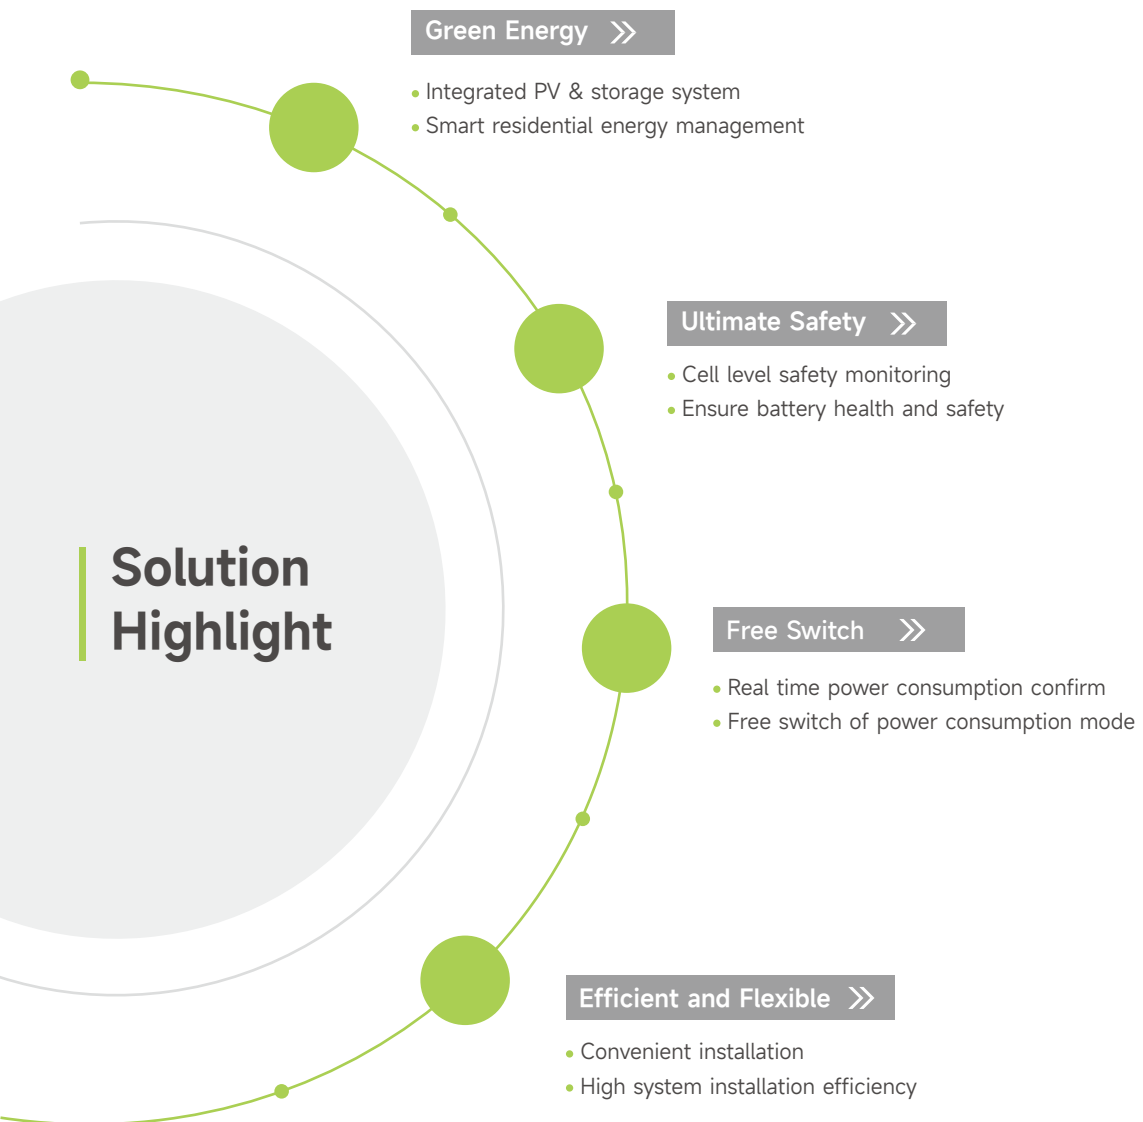 Green Energy
• Integrated PV & storage system
• Smart residential energy management
Ultimate Safety
• Cell level safety monitoring
• Ensure battery health and safety
Solution
Highlight
Free Switch
• Real time power consumption confirm
• Free switch of power consumption mode
Efficient and Flexible
• Convenient installation
• High system installation efficiency